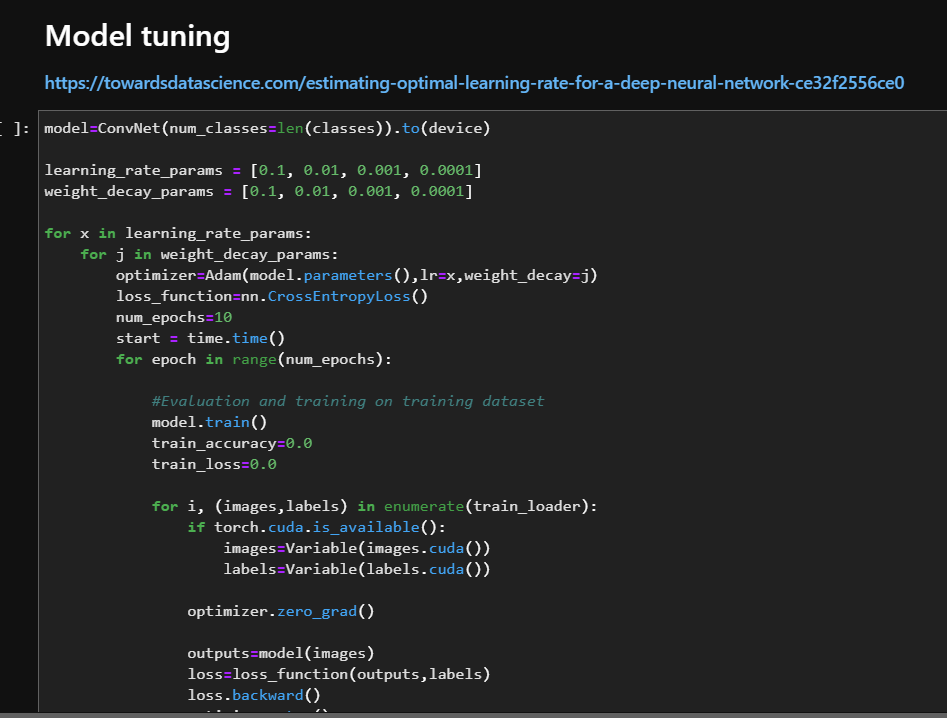 Model tuning
https://towardsdatascience.com/estimating-optimal-learning-rate-for-a-deep-neural-network-ce32f2556ce0
[ ]: model=ConvNet(num_classes=len(classes)).to(device)
learning_rate_params = [0.1, 0.01, 0.001, 0.0001]
weight_decay_params = [0.1, 0.01, 0.001, 0.0001]
for x in learning_rate_params:
for j in weight_decay_params:
optimizer=Adam(model.parameters(),lr=x,weight_decay=j)
loss_function=nn.CrossEntropyLoss()
num_epochs=10
start = time.time()
for epoch in range(num_epochs):
#Evaluation and training on training dataset
model.train()
train_accuracy=0.0
train_loss=0.0
for i, (images,labels) in enumerate(train_loader):
if torch.cuda.is_available():
images=Variable(images.cuda())
labels=Variable(labels.cuda())
optimizer.zero_grad()
outputs=model(images)
loss=loss_function(outputs,labels)
loss.backward()